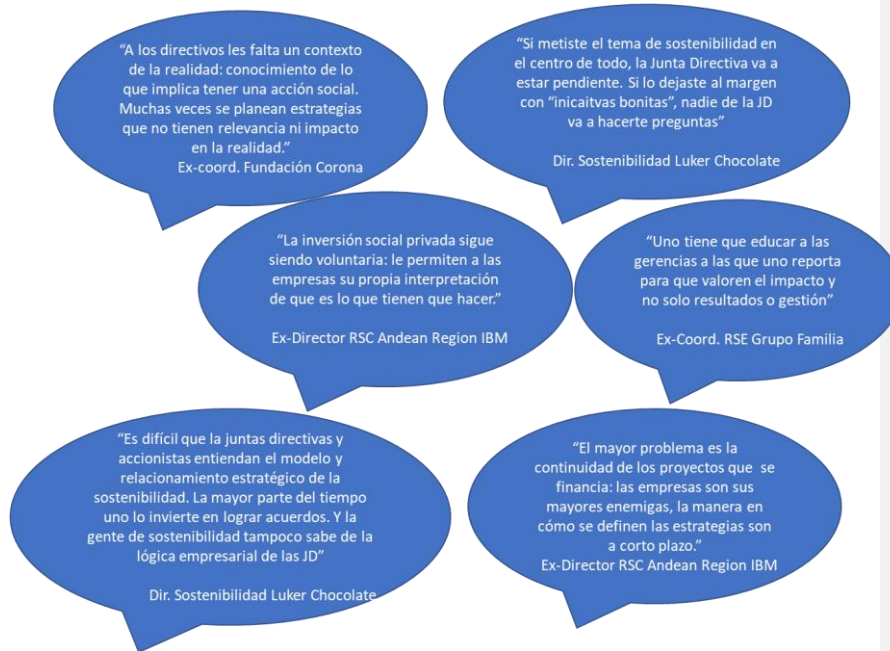 “A los directivos les falta un contexto
de la realidad: conocimiento de lo
que implica tener una acción social.
Muchas veces se planean estrategias
que no tienen relevancia ni impacto
en la realidad.”
Ex-coord. Fundación Corona
“Si metiste el tema de sostenibilidad en
el centro de todo, la Junta Directiva va a
estar pendiente. Si lo dejaste al margen
con “inicaitvas bonitas”, nadie de la JD
va a hacerte preguntas”
Dir. Sostenibilidad Luker Chocolate
“La inversión social privada sigue
siendo voluntaria: le permiten a las
empresas su propia interpretación
de que es lo que tienen que hacer.”
Ex-Director RSC Andean Region IBM
“Uno tiene que educar a las
gerencias a las que uno reporta
para que valoren el impacto y
no solo resultados o gestión”
Ex-Coord. RSE Grupo Familia
“Es difícil que la juntas directivas y
accionistas entiendan el modelo y
relacionamiento estratégico de la
sostenibilidad. La mayor parte del tiempo
uno lo invierte en lograr acuerdos. Y la
gente de sostenibilidad tampoco sabe de la
lógica empresarial de las JD”
Dir. Sostenibilidad Luker Chocolate
“El mayor problema es la
continuidad de los proyectos que se
financia: las empresas son sus
mayores enemigas, la manera en
cómo se definen las estrategias son
a corto plazo.”
Ex-Director RSC Andean Region IBM